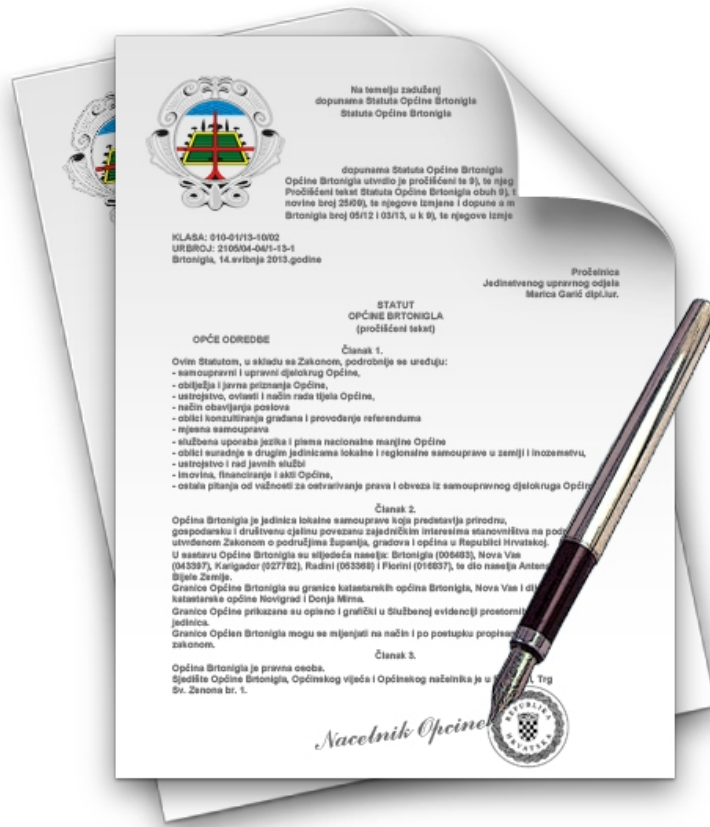 Na temelju zaduženj
dopunama Statuta Općine Brtonigla
Statuta Općine Brtonigla
dopunama Statuta Općine Brtonigla
Općine Brtonigla utvrdio je pročišćeni te 9), te njeg
Pročišćeni tekst Statuta Općine Brtonigla obuh 9), t
novine broj 25/09), te njegove izmjene i dopune a m
Brtonigla broj 05/12 i 03/13, u k 9), te njegove izmje
KLASA: 010-01/13-10/02
URBROJ: 2105/04-04/1-13-1
Brtonigla, 14.svibnja 2013.godine
Pročelnica
Jedinstvenog upravnog odjela
Marica Garić dipl.iur.
STATUT
OPĆINE BRTONIGLA
(pročišćeni tekst)
OPĆE ODREDBE
Članak 1.
Ovim Statutom, u skladu sa Zakonom, podrobnije se uređuju:
- samoupravni i upravni djelokrug Općine,
- obilježja i javna priznanja Općine,
- ustrojstvo, ovlasti i način rada tijela Općine,
- način obavljanja poslova
- oblici konzultiranja građana i provođenje referenduma
- mjesna samouprava
- službena uporaba jezika i pisma nacionalne manjine Općine
- oblici suradnje s drugim jedinicama lokalne i regionalne samouprave u zemlji i inozemstvu,
- ustrojstvo i rad javnih službi
- imovina, financiranje i akti Općine,
- ostala pitanja od važnosti za ostvarivanje prava i obveza iz samoupravnog djelokruga Općin
Članak 2.
Općina Brtonigla je jedinica lokalne samouprave koja predstavlja prirodnu,
gospodarsku i društvenu cjelinu povezanu zajedničkim interesima stanovništva na podr
utvrđenom Zakonom o područjima županija, gradova i općina u Republici Hrvatskoj.
U sastavu Općine Brtonigla su slijedeća naselja: Brtonigla (006483), Nova Vas
(043397), Karigador (027782), Radini (053368) i Fiorini (016837), te dio naselja Antena
Bijele Zemlje.
Granice Općine Brtonigla su granice katastarskih općina Brtonigla, Nova Vas i dij
katastarske općine Novigrad i Donja Mirna.
Granice Općine prikazane su opisno i grafički u Službenoj evidenciji prostornih
jedinica.
Granice Općien Brtonigla mogu se mijenjati na način i po postupku propisan
zakonom.
Članak 3.
Općina Brtonigla je pravna osoba.
Sjedište Općine Brtonigla, Općinskog vijeća i Općinskog načelnika je u Trg
Sv. Zenona br. 1.
Nacelnik Opcine
REPUBLIKA
HRVATSKA